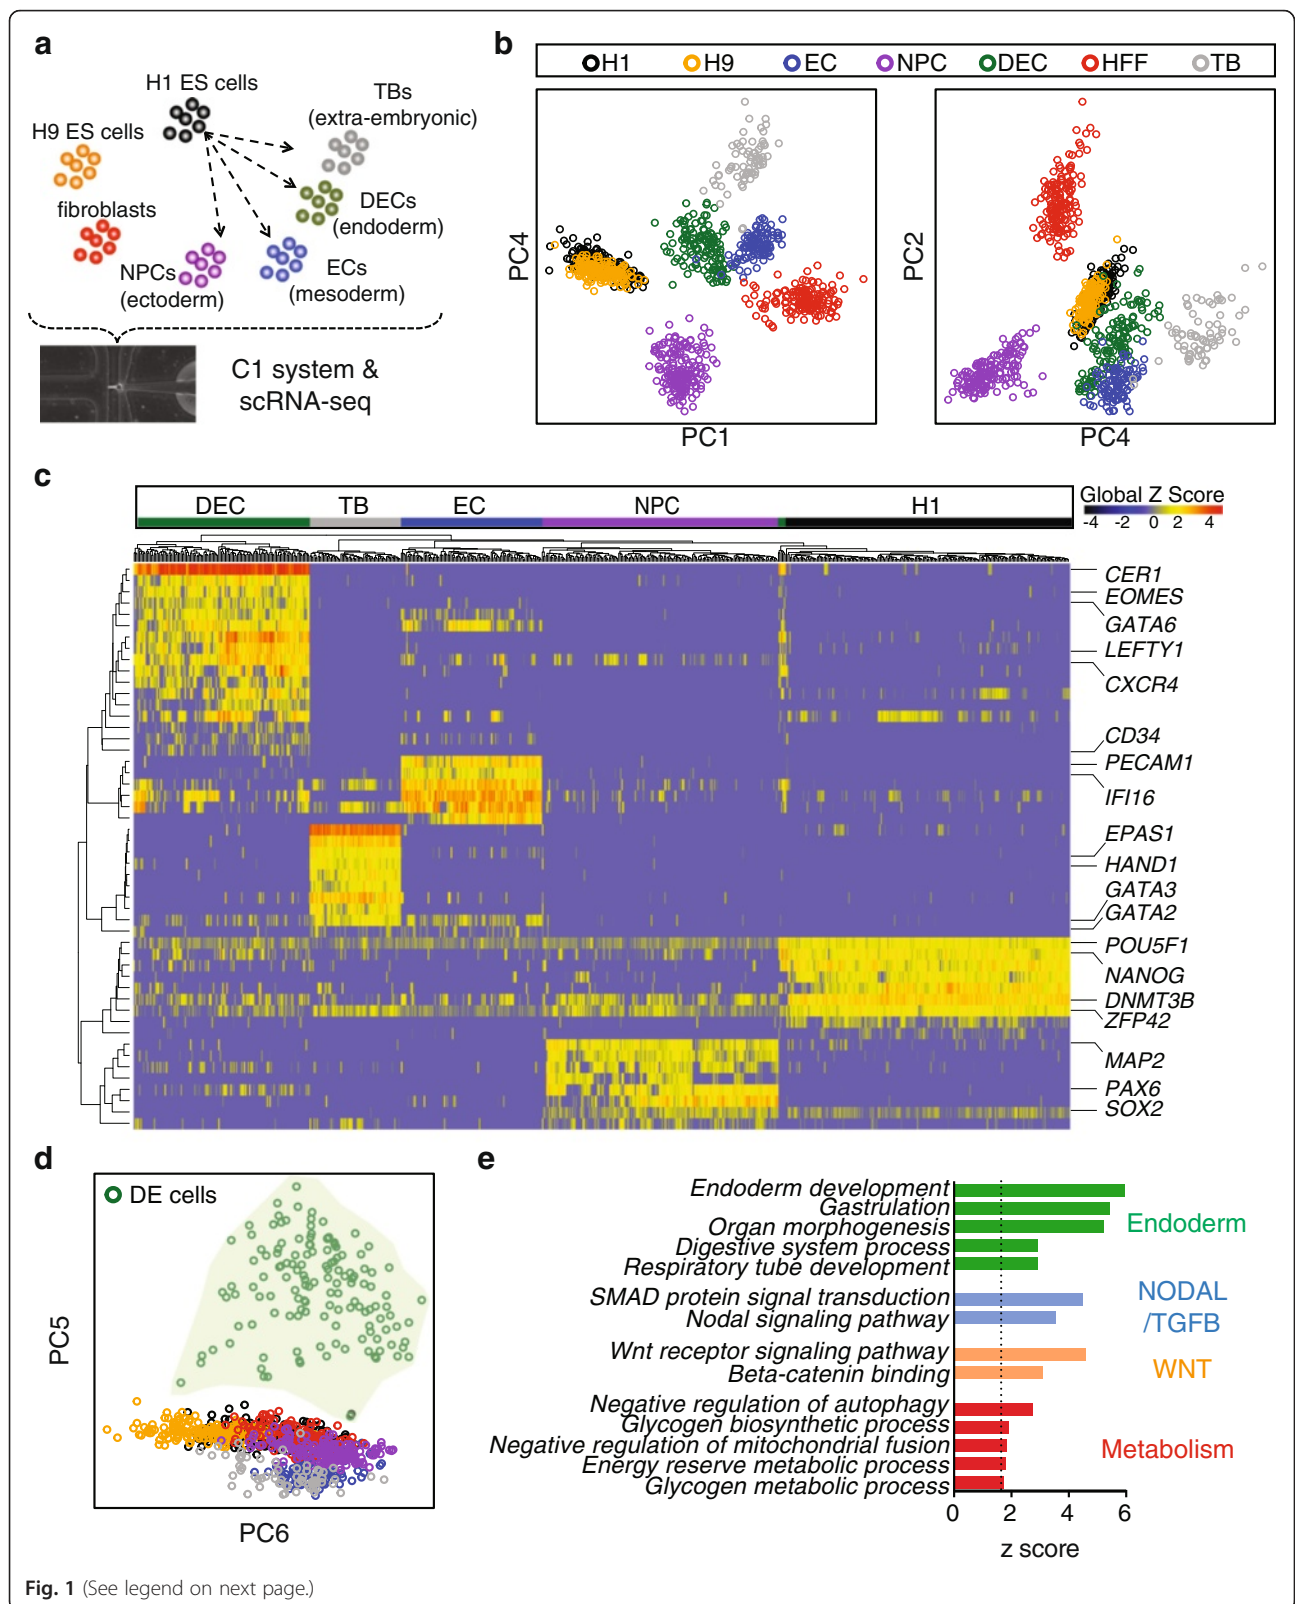 a
H1 ES cells
TBs
(extra-embryonic)
H9 ES cells
fibroblasts
DECs
(endoderm)
NPCs
(ectoderm)
ECs
(mesoderm)
C1 system &
scRNA-seq
b
H1 H9 EC NPC DEC HFF TB
PC4
PC1
PC2
PC4
c
DEC TB EC NPC H1
Global Z Score
-4 -2 0 2 4
CER1
EOMES
GATA6
LEFTY1
CXCR4
CD34
PECAM1
IFI16
EPAS1
HAND1
GATA3
GATA2
POU5F1
NANOG
DNMT3B
ZFP42
MAP2
PAX6
SOX2
d
DE cells
PC5
PC6
e
Endoderm development
Gastrulation
Organ morphogenesis
Digestive system process
Respiratory tube development
Endoderm
SMAD protein signal transduction
Nodal signaling pathway
NODAL
/TGFB
Wnt receptor signaling pathway
Beta-catenin binding
WNT
Negative regulation of autophagy
Glycogen biosynthetic process
Negative regulation of mitochondrial fusion
Energy reserve metabolic process
Glycogen metabolic process
Metabolism
0 2 4 6
z score
Fig. 1 (See legend on next page.)